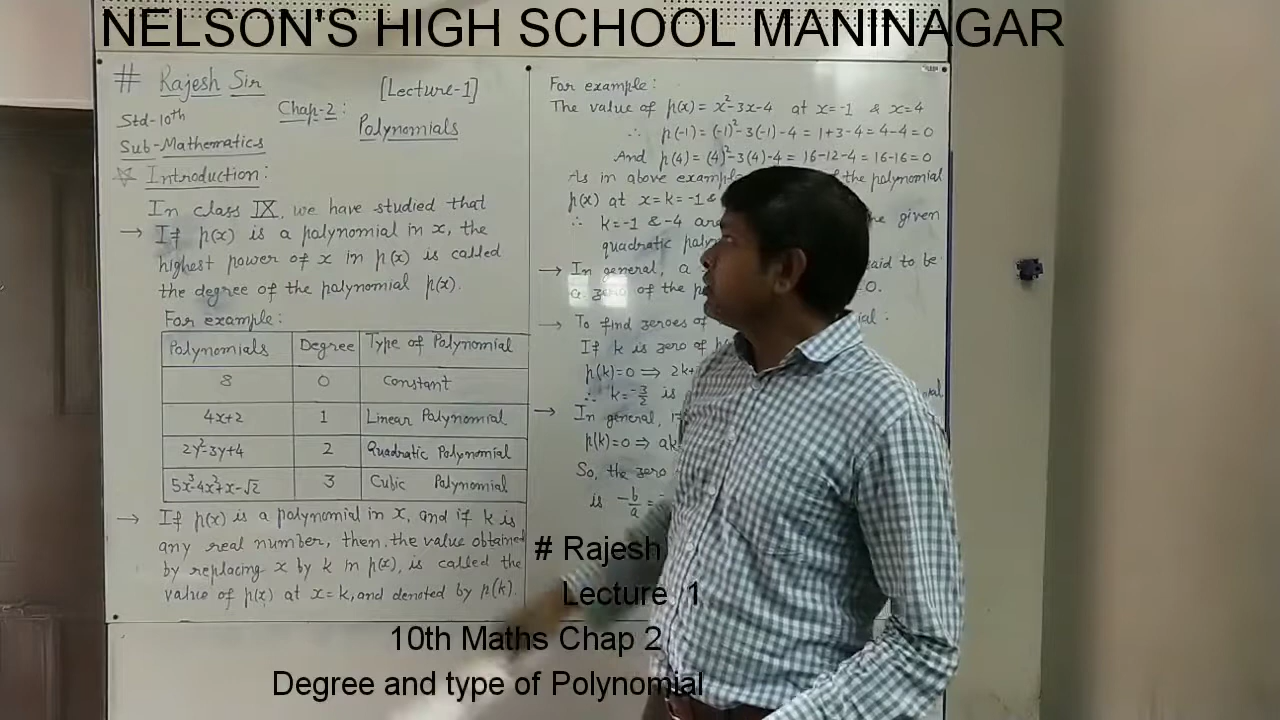 NELSON'S HIGH SCHOOL MANINAGAR
# Rajesh Sir
[Lecture-1]
Std-10th
Chap-2:
Polynomials
Sub-Mathematics
☆ Introduction:
In class IX, we have studied that
→ If p(x) is a polynomial in x, the
highest power of x in p(x) is called
the degree of the polynomial p(x).
For example:
Polynomials Degree Type of Polynomial
8 0 Constant
4x+2 1 Linear Polynomial
2y²-3y+4 2 Quadratic Polynomial
5x³-4x²+x-√2 3 Cubic Polynomial
→ If p(x) is a polynomial in x, and if k is
any real number, then the value obtained
by replacing x by k in p(x), is called the
value of p(x) at x=k, and denoted by p(k).
For example:
The value of p(x) = x²-3x-4 at x=-1 & x=4
∴ p(-1) = (-1)²-3(-1)-4 = 1+3-4 = 4-4=0
And p(4) = (4)²-3(4)-4 = 16-12-4 = 16-16=0
As in above example of the polynomial
p(x) at x=k=-1 &
∴ k=-1 & -4 are given
quadratic
→ In general, a said to be
a zero of the =0.
→ To find zeroes of
If k is zero of
p(k)=0 ⇒ 2k+
∴ k=-3/2 is
→ In general, if
p(k)=0 ⇒ ak
So, the zero
is -b/a =
# Rajesh
Lecture 1
10th Maths Chap 2
Degree and type of Polynomial